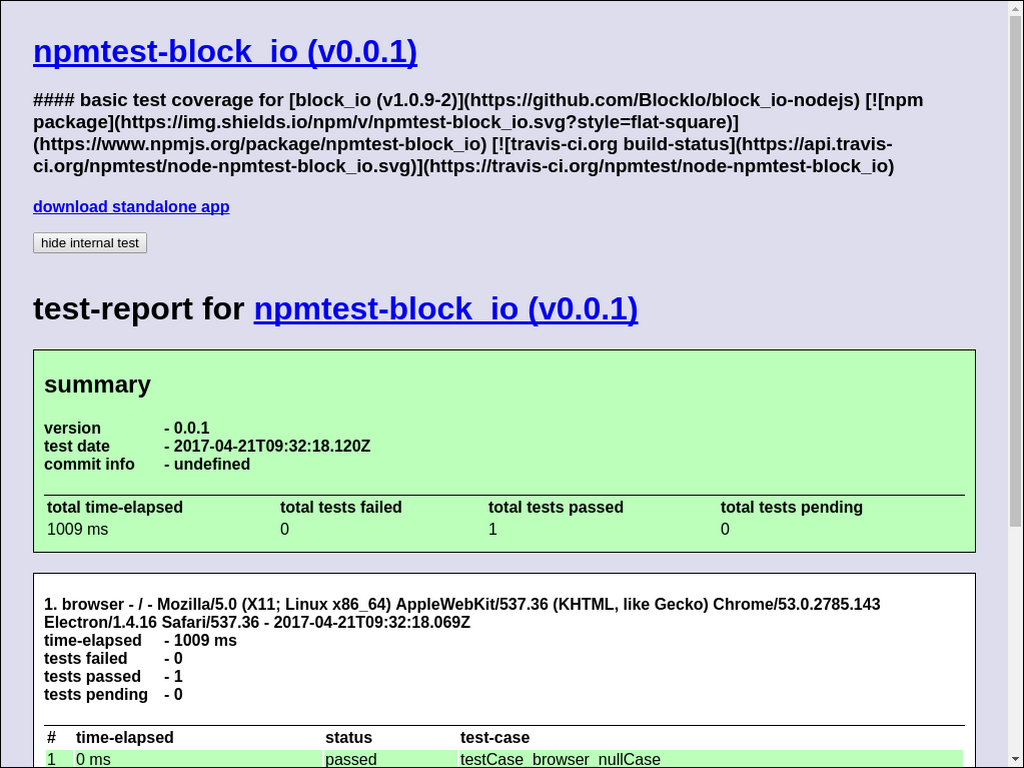 npmtest-block_io (v0.0.1)
#### basic test coverage for [block_io (v1.0.9-2)](https://github.com/BlockIo/block_io-nodejs) [![npm
package](https://img.shields.io/npm/v/npmtest-block_io.svg?style=flat-square)]
(https://www.npmjs.org/package/npmtest-block_io) [![travis-ci.org build-status](https://api.travis-
ci.org/npmtest/node-npmtest-block_io.svg)](https://travis-ci.org/npmtest/node-npmtest-block_io)
download standalone app
hide internal test
test-report for npmtest-block_io (v0.0.1)
summary
version - 0.0.1
test date - 2017-04-21T09:32:18.120Z
commit info - undefined
total time-elapsed total tests failed total tests passed total tests pending
1009 ms 0 1 0
1. browser - / - Mozilla/5.0 (X11; Linux x86_64) AppleWebKit/537.36 (KHTML, like Gecko) Chrome/53.0.2785.143
Electron/1.4.16 Safari/537.36 - 2017-04-21T09:32:18.069Z
time-elapsed - 1009 ms
tests failed - 0
tests passed - 1
tests pending - 0
# time-elapsed status test-case
1 0 ms passed testCase_browser_nullCase